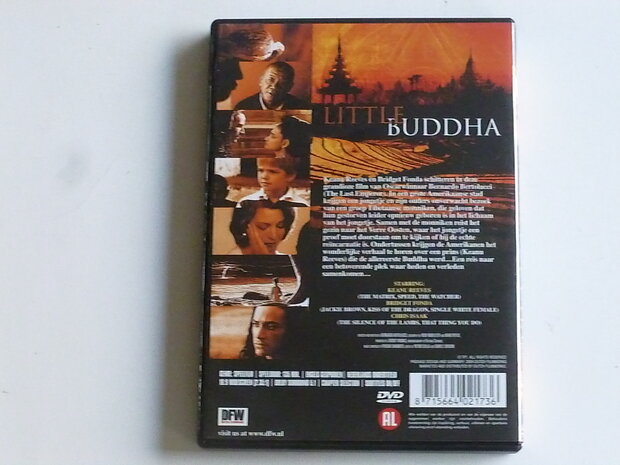 LITTLE
BUDDHA
Keanu Reeves en Bridget Fonda schitteren in deze
grandioze film van Oscarwinnaar Bernardo Bertolucci
(The Last Emperor). In een grote Amerikaanse stad
krijgen een jongetje en zijn ouders onverwacht bezoek
van een groep Tibetaanse monniken, die geloven dat
hun gestorven leider opnieuw geboren is in het lichaam
van het jongetje. Samen met de monniken reist het
gezin naar het Verre Oosten, waar het jongetje een
proef moet doorstaan om te kijken of hij de echte
reïncarnatie is. Ondertussen krijgen de Amerikanen het
wonderlijke verhaal te horen over een prins (Keanu
Reeves) die de allereerste Buddha werd....Een reis naar
een betoverende plek waar heden en verleden
samenkomen....
STARRING:
KEANU REEVES
(THE MATRIX, SPEED, THE WATCHER)
BRIDGET FONDA
(JACKIE BROWN, KISS OF THE DRAGON, SINGLE WHITE FEMALE)
CHRIS ISAAK
(THE SILENCE OF THE LAMBS, THAT THING YOU DO)
DFW
visit us at www.dfw.nl
DVD
AL
8 715664 021736